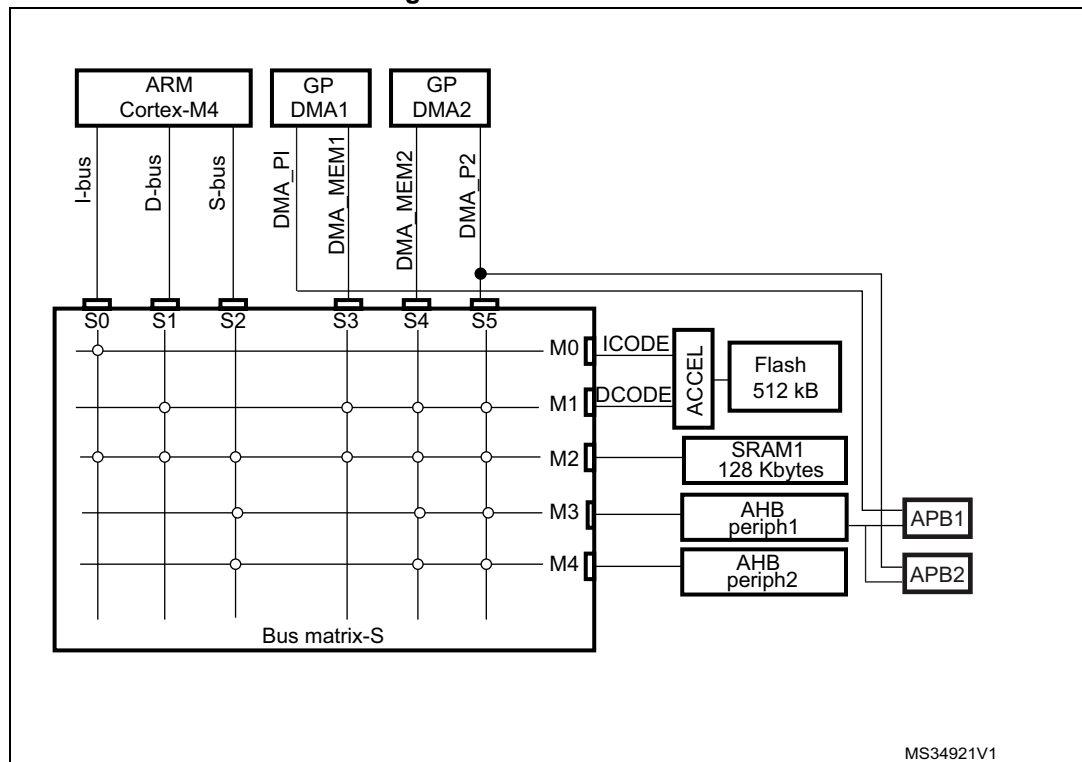 ARM
Cortex-M4
GP
DMA1
GP
DMA2
I-bus
D-bus
S-bus
DMA_PI
DMA_MEM1
DMA_MEM2
DMA_P2
S0 S1 S2 S3 S4 S5
M0 ICODE
M1 DCODE
ACCEL
Flash
512 kB
M2
SRAM1
128 Kbytes
M3
AHB
periph1
APB1
M4
AHB
periph2
APB2
Bus matrix-S
MS34921V1